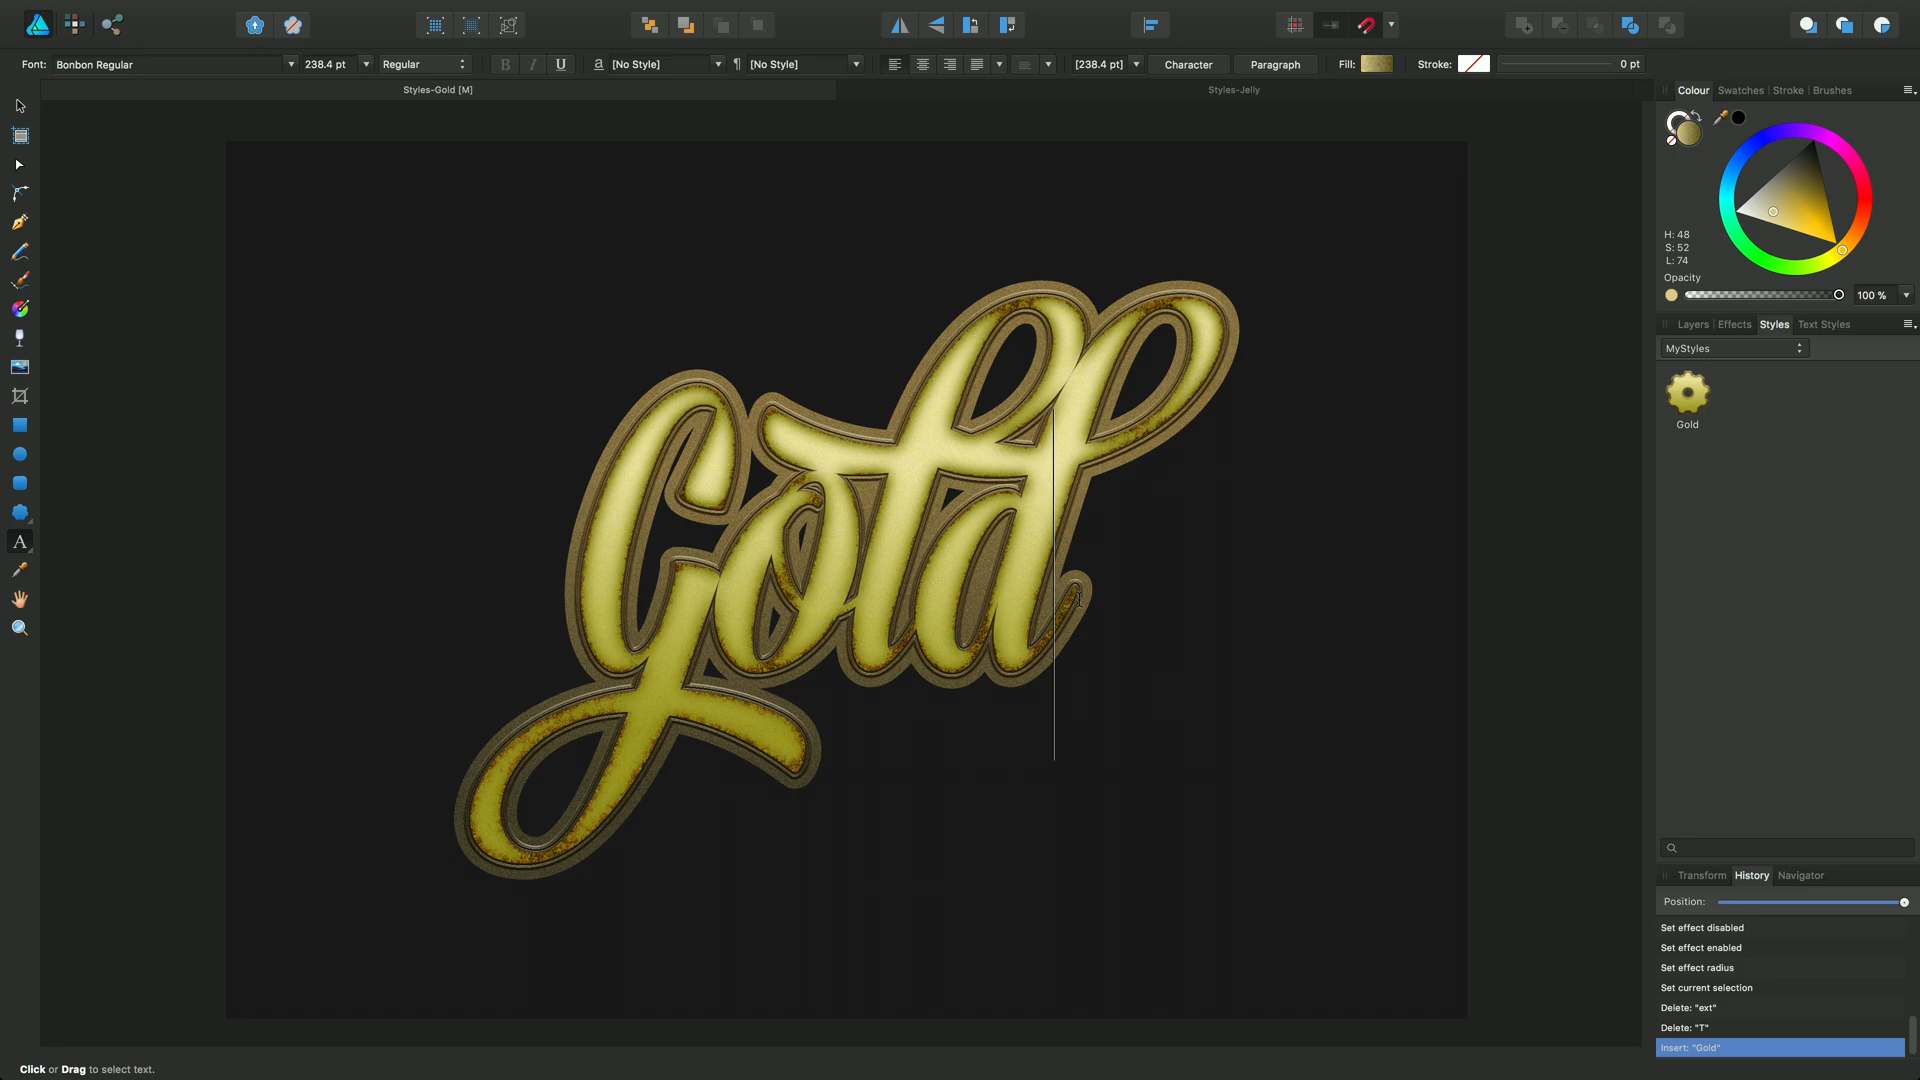 Font: Bonbon Regular 238.4 pt Regular B I U a [No Style] ¶ [No Style] [238.4 pt] Character Paragraph Fill: Stroke: 0 pt
Styles-Gold [M] Styles-Jelly
Colour Swatches Stroke Brushes
H: 48
S: 52
L: 74
Opacity
100 %
Layers Effects Styles Text Styles
MyStyles
Gold
Gold
A
Transform History Navigator
Position:
Set effect disabled
Set effect enabled
Set effect radius
Set current selection
Delete: "ext"
Delete: "T"
Insert: "Gold"
Click or Drag to select text.